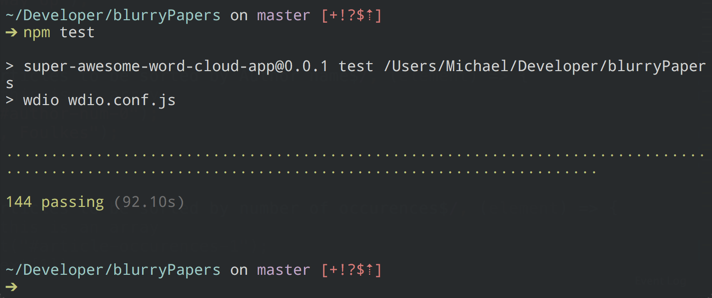 ~/Developer/blurryPapers on master [+!?$⇡]
➜ npm test
> super-awesome-word-cloud-app@0.0.1 test /Users/Michael/Developer/blurryPaper
s
> wdio wdio.conf.js
..............................................................................
..................................................................
144 passing (92.10s)
~/Developer/blurryPapers on master [+!?$⇡]
➜